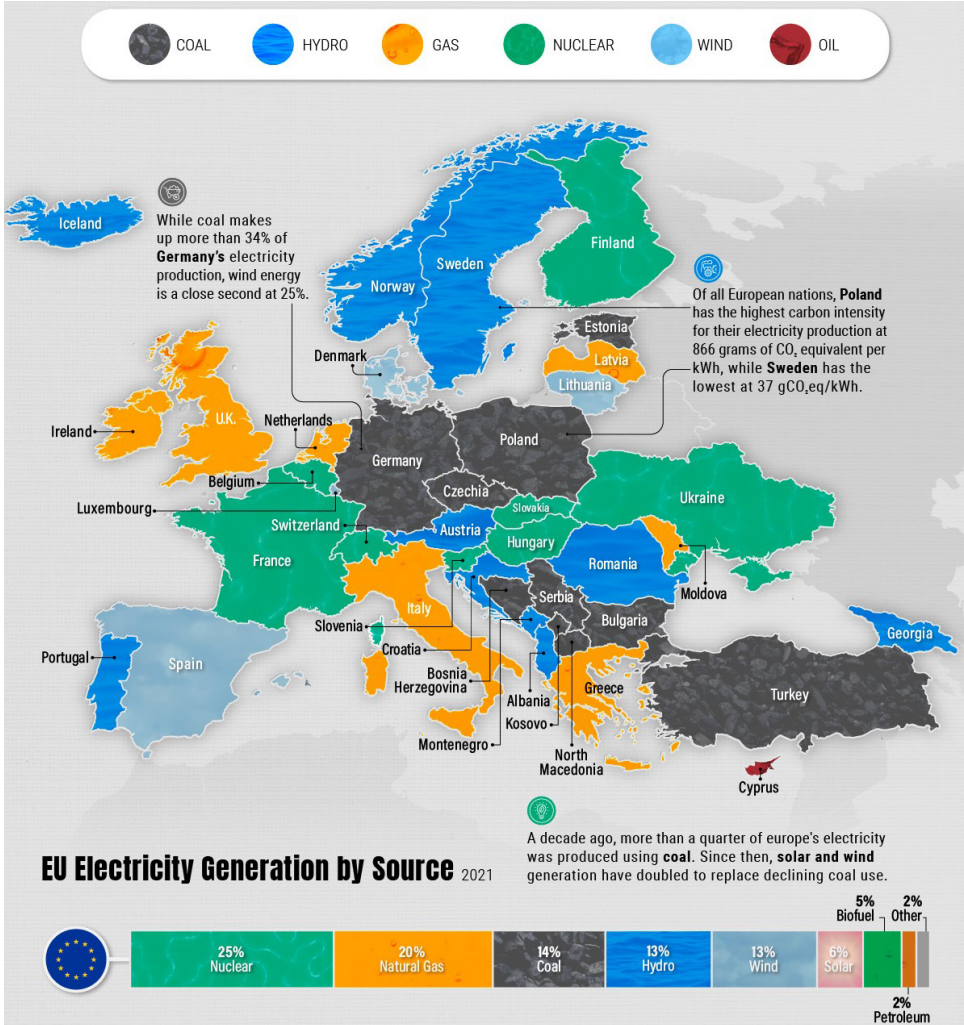 COAL
HYDRO
GAS
NUCLEAR
WIND
OIL
While coal makes
up more than 34% of
Germany's electricity
production, wind energy
is a close second at 25%.
Iceland
Norway
Sweden
Finland
Of all European nations, Poland
has the highest carbon intensity
for their electricity production at
866 grams of CO₂ equivalent per
kWh, while Sweden has the
lowest at 37 gCO₂eq/kWh.
Estonia
Latvia
Lithuania
Denmark
U.K.
Ireland
Netherlands
Belgium
Luxembourg
Germany
Poland
Czechia
Slovakia
Ukraine
Switzerland
Austria
Hungary
France
Romania
Moldova
Italy
Slovenia
Croatia
Serbia
Bulgaria
Georgia
Portugal
Spain
Bosnia
Herzegovina
Albania
Greece
Kosovo
Montenegro
North
Macedonia
Turkey
Cyprus
A decade ago, more than a quarter of europe's electricity
was produced using coal. Since then, solar and wind
generation have doubled to replace declining coal use.
EU Electricity Generation by Source 2021
25%
Nuclear
20%
Natural Gas
14%
Coal
13%
Hydro
13%
Wind
6%
Solar
5%
Biofuel
2%
Other
2%
Petroleum